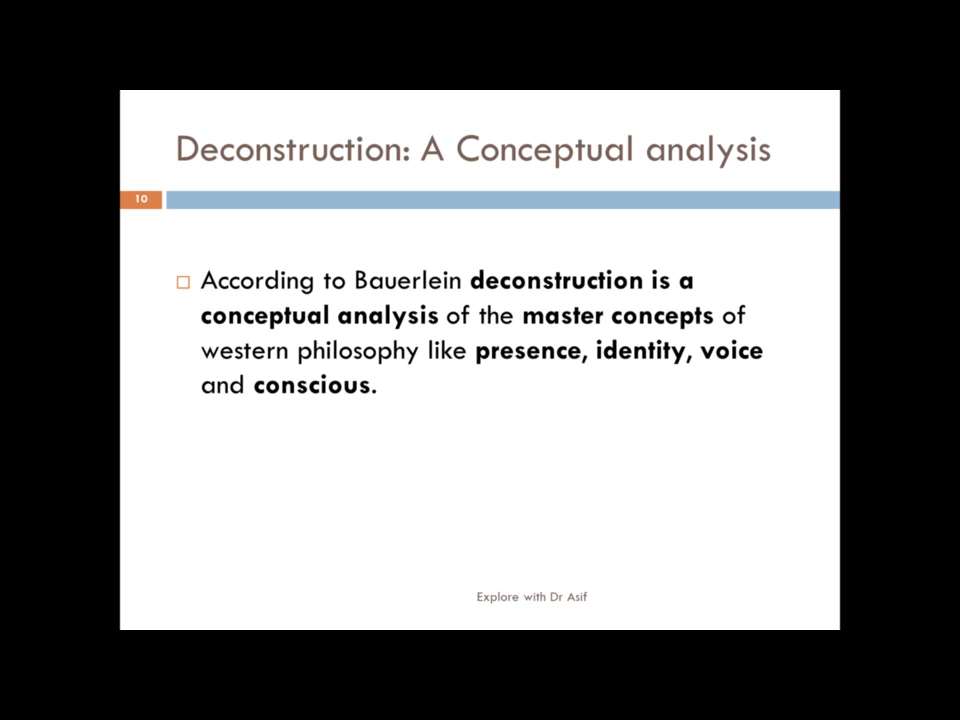 Deconstruction: A Conceptual analysis
10
According to Bauerlein deconstruction is a
conceptual analysis of the master concepts of
western philosophy like presence, identity, voice
and conscious.
Explore with Dr Asif